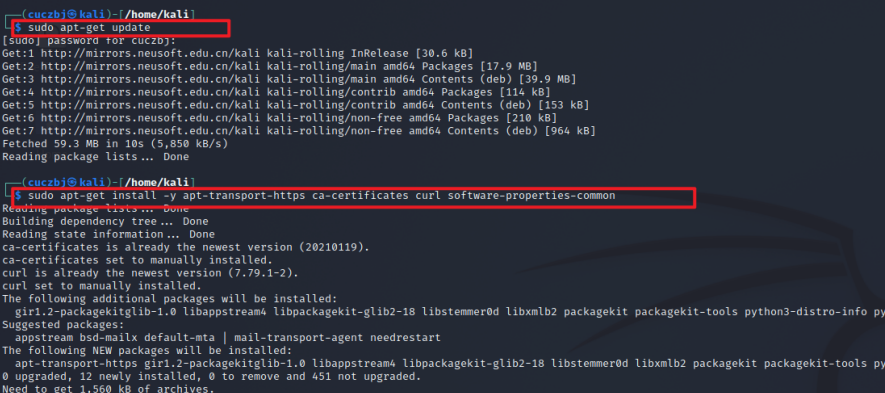 (cuczbj㉿kali)-[/home/kali]
$ sudo apt-get update
[sudo] password for cuczbj:
Get:1 http://mirrors.neusoft.edu.cn/kali kali-rolling InRelease [30.6 kB]
Get:2 http://mirrors.neusoft.edu.cn/kali kali-rolling/main amd64 Packages [17.9 MB]
Get:3 http://mirrors.neusoft.edu.cn/kali kali-rolling/main amd64 Contents (deb) [39.9 MB]
Get:4 http://mirrors.neusoft.edu.cn/kali kali-rolling/contrib amd64 Packages [114 kB]
Get:5 http://mirrors.neusoft.edu.cn/kali kali-rolling/contrib amd64 Contents (deb) [153 kB]
Get:6 http://mirrors.neusoft.edu.cn/kali kali-rolling/non-free amd64 Packages [210 kB]
Get:7 http://mirrors.neusoft.edu.cn/kali kali-rolling/non-free amd64 Contents (deb) [964 kB]
Fetched 59.3 MB in 10s (5,850 kB/s)
Reading package lists... Done
(cuczbj㉿kali)-[/home/kali]
$ sudo apt-get install -y apt-transport-https ca-certificates curl software-properties-common
Reading package lists... Done
Building dependency tree... Done
Reading state information... Done
ca-certificates is already the newest version (20210119).
ca-certificates set to manually installed.
curl is already the newest version (7.79.1-2).
curl set to manually installed.
The following additional packages will be installed:
gir1.2-packagekitglib-1.0 libappstream4 libpackagekit-glib2-18 libstemmer0d libxmlb2 packagekit packagekit-tools python3-distro-info py
Suggested packages:
appstream bsd-mailx default-mta | mail-transport-agent needrestart
The following NEW packages will be installed:
apt-transport-https gir1.2-packagekitglib-1.0 libappstream4 libpackagekit-glib2-18 libstemmer0d libxmlb2 packagekit packagekit-tools py
0 upgraded, 12 newly installed, 0 to remove and 451 not upgraded.
Need to get 1,560 kB of archives.